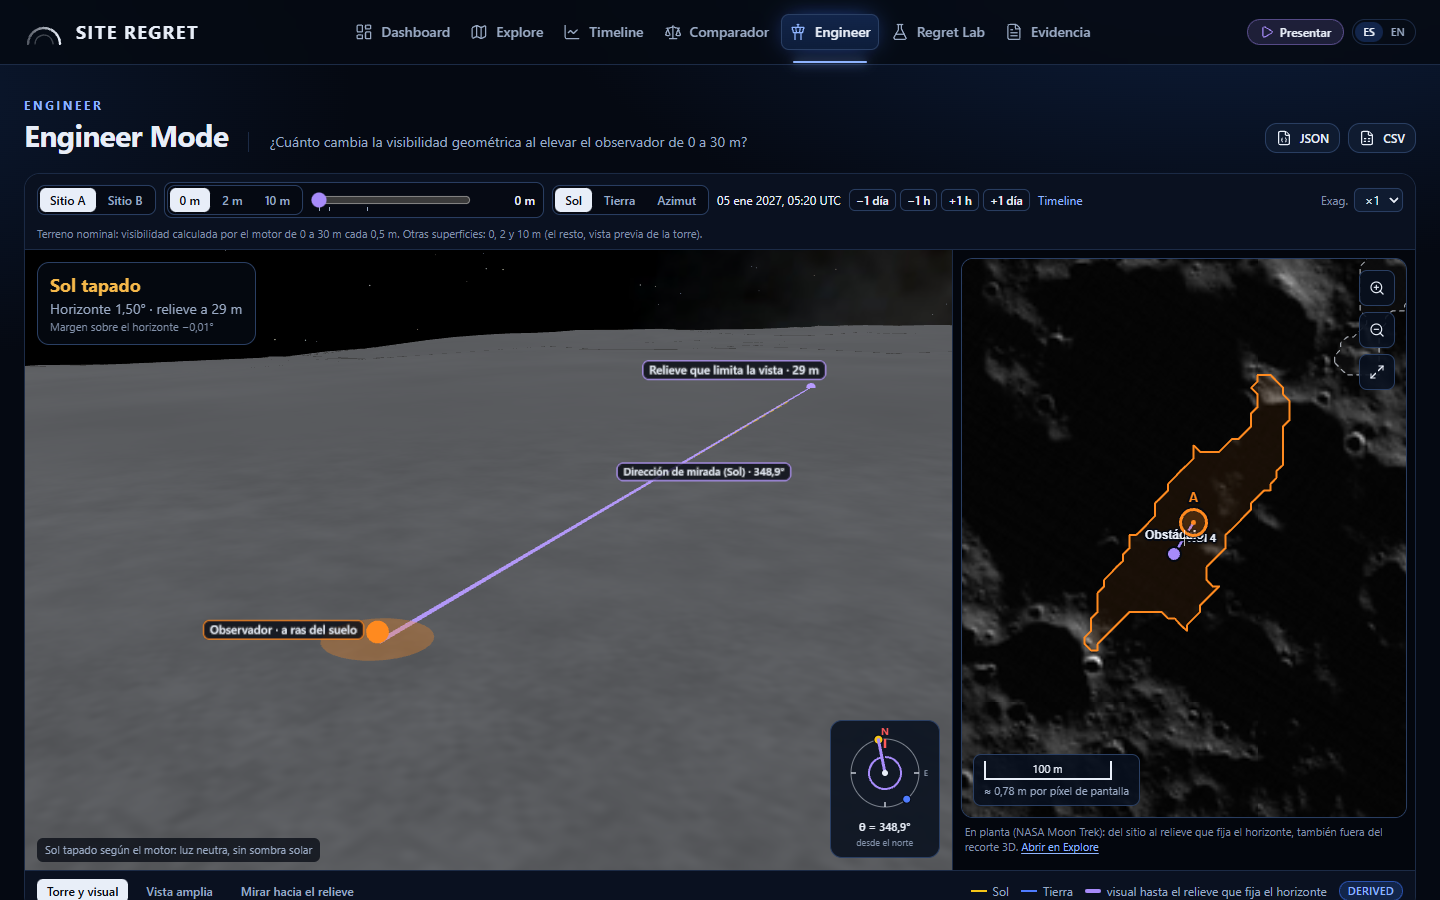 SITE REGRET
Dashboard
Explore
Timeline
Comparador
Engineer
Regret Lab
Evidencia
Presentar
ES
EN
ENGINEER
Engineer Mode
¿Cuánto cambia la visibilidad geométrica al elevar el observador de 0 a 30 m?
JSON
CSV
Sitio A
Sitio B
0 m
2 m
10 m
0 m
Sol
Tierra
Azimut
05 ene 2027, 05:20 UTC
−1 día
−1 h
+1 h
+1 día
Timeline
Exag.
×1
Terreno nominal: visibilidad calculada por el motor de 0 a 30 m cada 0,5 m. Otras superficies: 0, 2 y 10 m (el resto, vista previa de la torre).
Sol tapado
Horizonte 1,50° · relieve a 29 m
Margen sobre el horizonte −0,01°
Relieve que limita la vista · 29 m
Dirección de mirada (Sol) · 348,9°
Observador · a ras del suelo
N
E
θ = 348,9°
desde el norte
Sol tapado según el motor: luz neutra, sin sombra solar
A
100 m
≈ 0,78 m por píxel de pantalla
En planta (NASA Moon Trek): del sitio al relieve que fija el horizonte, también fuera del
recorte 3D. Abrir en Explore
Torre y visual
Vista amplia
Mirar hacia el relieve
Sol
Tierra
visual hasta el relieve que fija el horizonte
DERIVED